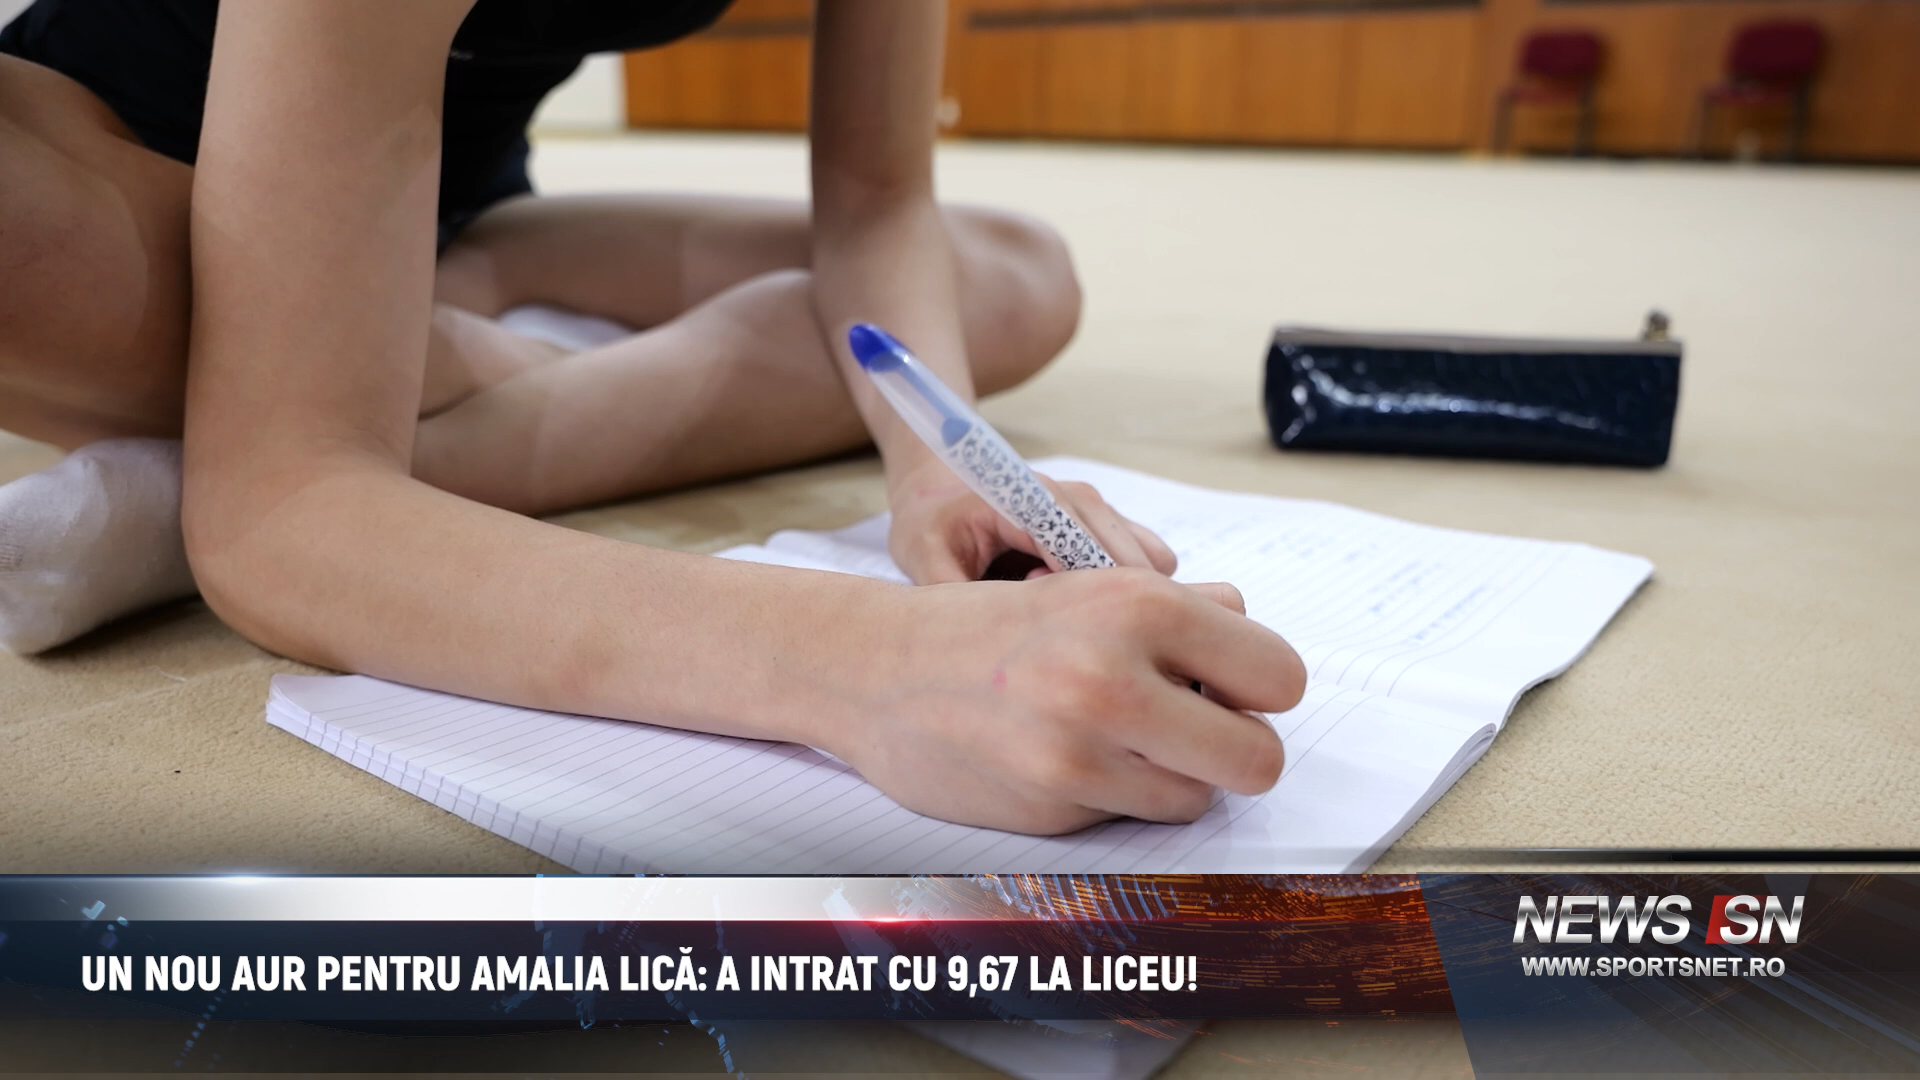 UN NOU AUR PENTRU AMALIA LICĂ: A INTRAT CU 9,67 LA LICEU!
NEWS SN
WWW.SPORTSNET.RO